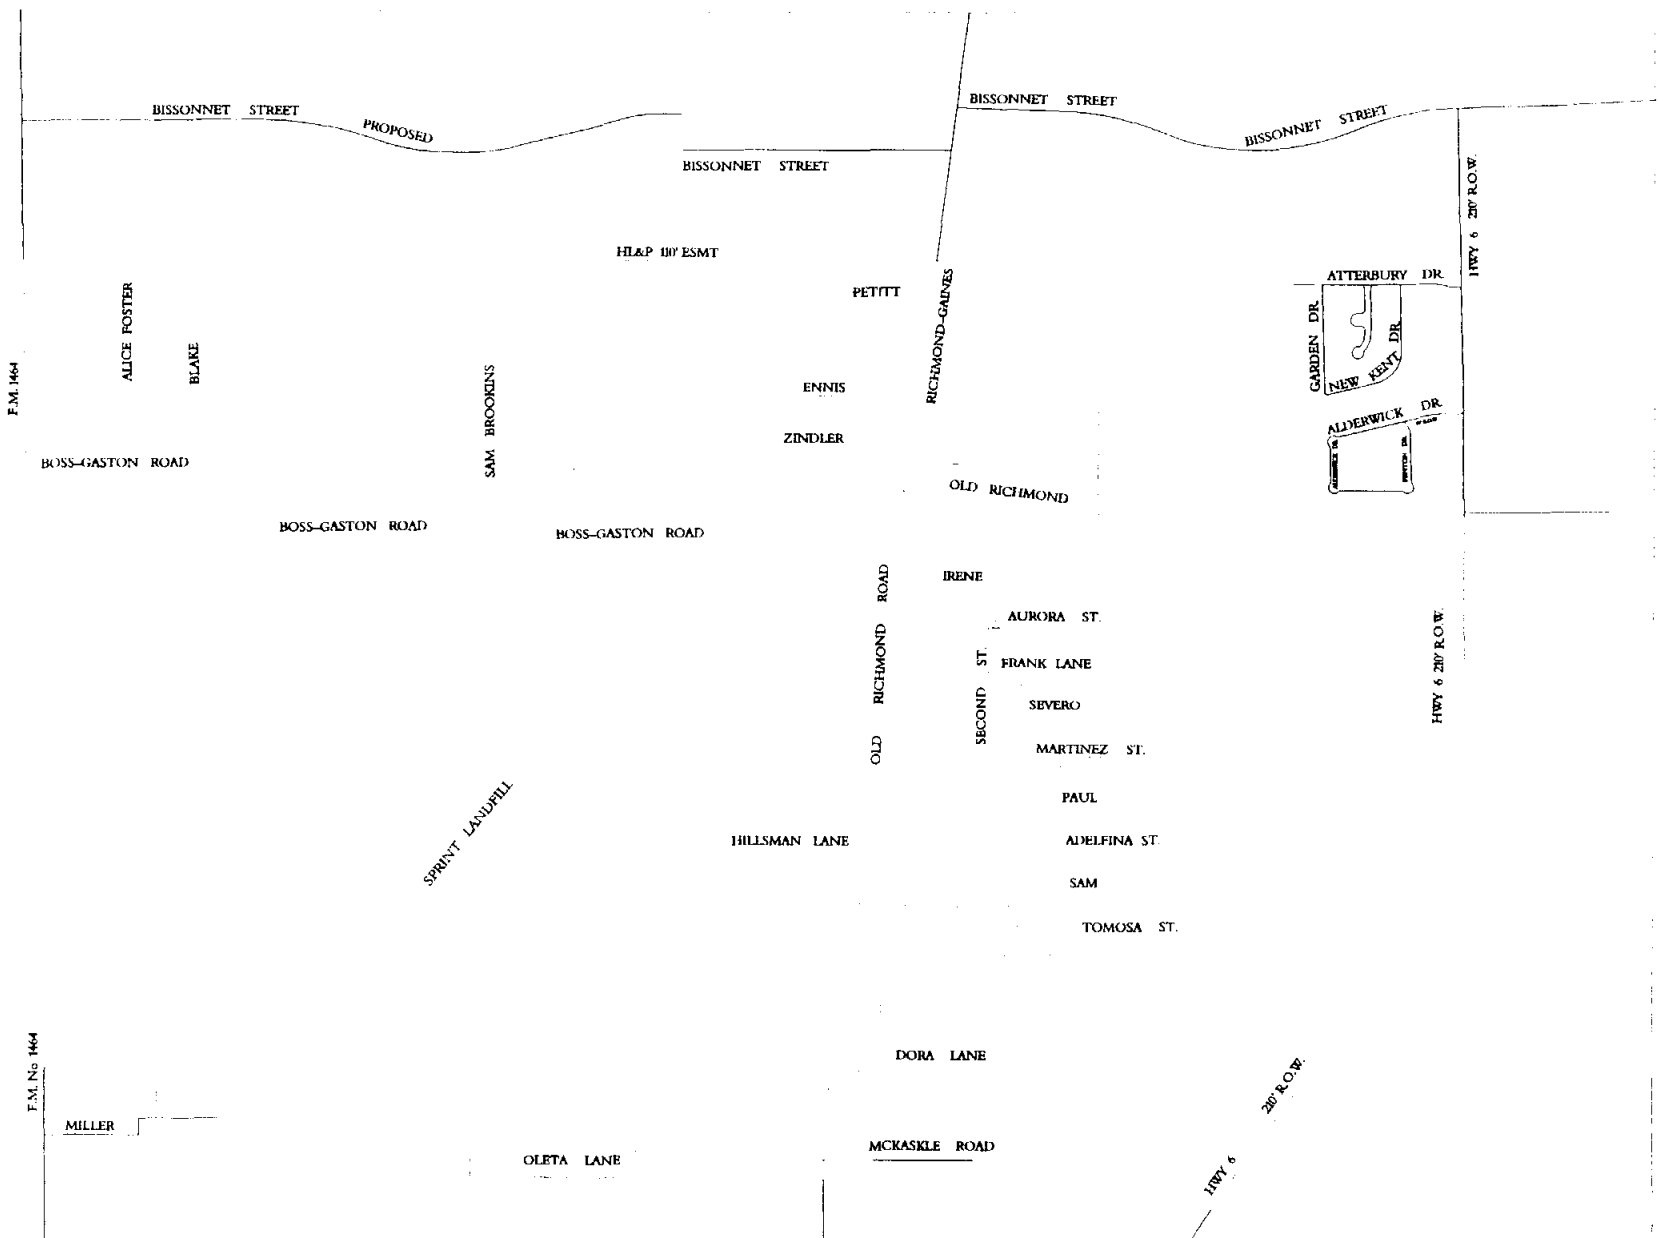 BISSONNET STREET
BISSONNET STREET
BISSONNET STREET
PROPOSED
BISSONNET STREET
HWY 6 210' R.O.W.
HL&P 110' ESMT
ATTERBURY DR.
PETITT
RICHMOND-GAINES
ALICE FOSTER
GARDEN DR.
NEW KENT DR.
BLAKE
F.M. 1464
SAM BROOKINS
ENNIS
ALDERWICK DR.
ZINDLER
BOSS-GASTON ROAD
OLD RICHMOND
BOSS-GASTON ROAD
BOSS-GASTON ROAD
OLD RICHMOND ROAD
IRENE
AURORA ST.
HWY 6 210' R.O.W.
SECOND ST.
FRANK LANE
SEVERO
MARTINEZ ST.
PAUL
SPRINT LANDFILL
HILLSMAN LANE
ADELFINA ST.
SAM
TOMOSA ST.
F.M. No 1464
DORA LANE
210' R.O.W.
MILLER
MCKASKLE ROAD
OLETA LANE
HWY 6